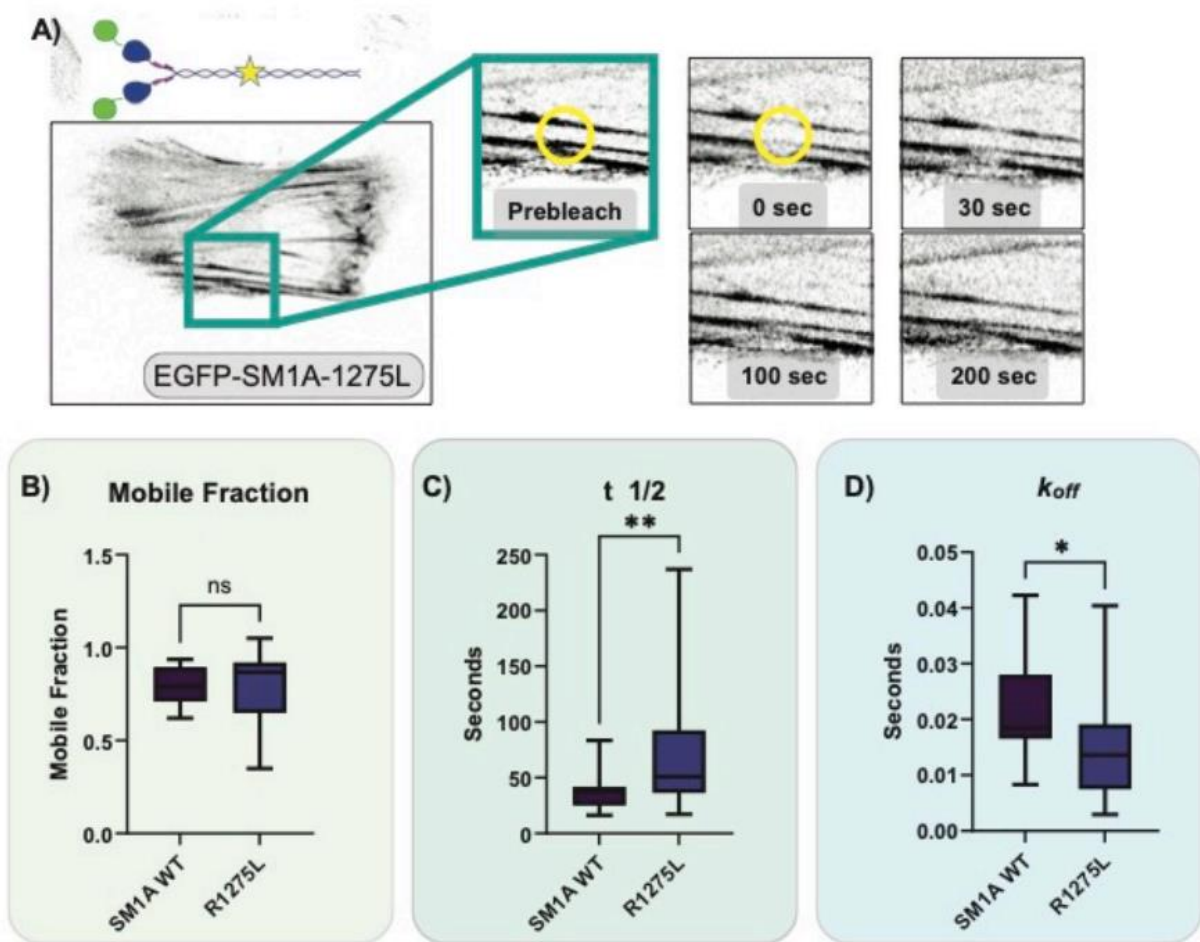 A)
Prebleach
0 sec
30 sec
EGFP-SM1A-1275L
100 sec
200 sec
B)
Mobile Fraction
Mobile Fraction
1.5
1.0
0.5
0.0
ns
SM1A WT
R1275L
C)
t 1/2
**
Seconds
250
200
150
100
50
0
SM1A WT
R1275L
D)
koff
*
Seconds
0.05
0.04
0.03
0.02
0.01
0.00
SM1A WT
R1275L